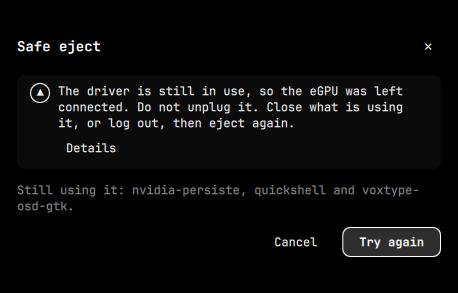 Safe eject
×
The driver is still in use, so the eGPU was left
connected. Do not unplug it. Close what is using
it, or log out, then eject again.
Details
Still using it: nvidia-persiste, quickshell and voxtype-
osd-gtk.
Cancel
Try again